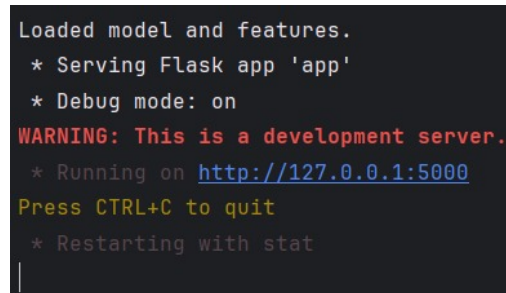 Loaded model and features.
* Serving Flask app 'app'
* Debug mode: on
WARNING: This is a development server.
* Running on http://127.0.0.1:5000
Press CTRL+C to quit
* Restarting with stat